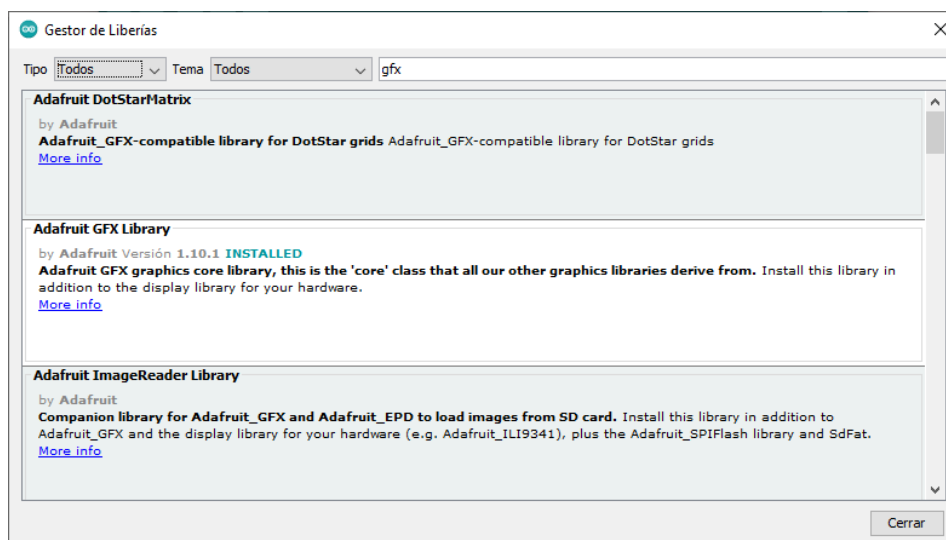 Gestor de Liberías
Tipo Todos Tema Todos gfx
Adafruit DotStarMatrix
by Adafruit
Adafruit_GFX-compatible library for DotStar grids Adafruit_GFX-compatible library for DotStar grids
More info
Adafruit GFX Library
by Adafruit Versión 1.10.1 INSTALLED
Adafruit GFX graphics core library, this is the 'core' class that all our other graphics libraries derive from. Install this library in
addition to the display library for your hardware.
More info
Adafruit ImageReader Library
by Adafruit
Companion library for Adafruit_GFX and Adafruit_EPD to load images from SD card. Install this library in addition to
Adafruit_GFX and the display library for your hardware (e.g. Adafruit_ILI9341), plus the Adafruit_SPIFlash library and SdFat.
More info
Cerrar